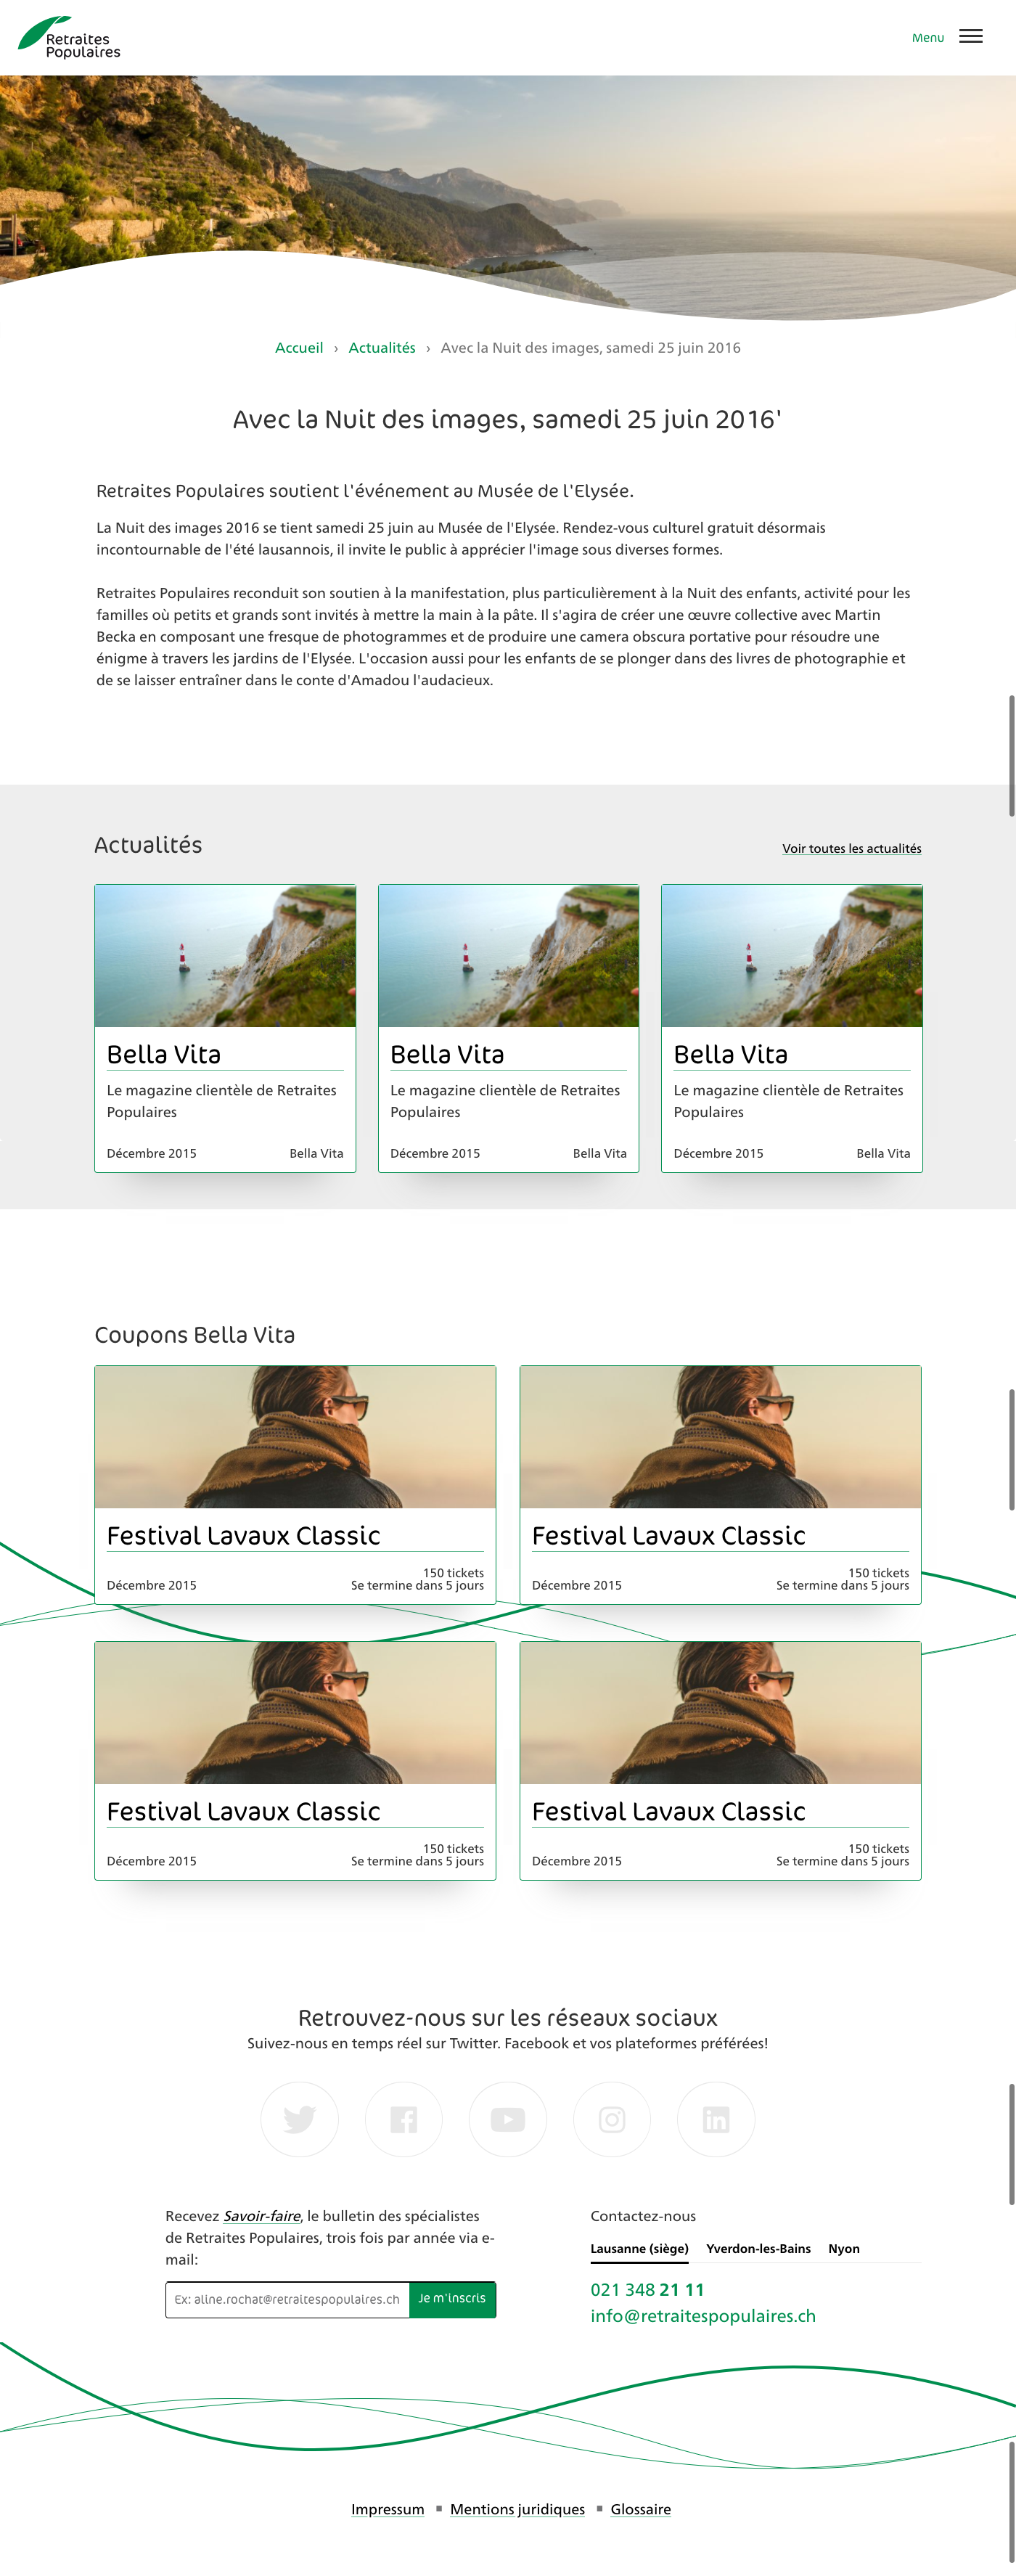 Retraites
Populaires
Menu
Accueil › Actualités › Avec la Nuit des images, samedi 25 juin 2016
Avec la Nuit des images, samedi 25 juin 2016'
Retraites Populaires soutient l'événement au Musée de l'Elysée.
La Nuit des images 2016 se tient samedi 25 juin au Musée de l'Elysée. Rendez-vous culturel gratuit désormais
incontournable de l'été lausannois, il invite le public à apprécier l'image sous diverses formes.
Retraites Populaires reconduit son soutien à la manifestation, plus particulièrement à la Nuit des enfants, activité pour les
familles où petits et grands sont invités à mettre la main à la pâte. Il s'agira de créer une œuvre collective avec Martin
Becka en composant une fresque de photogrammes et de produire une camera obscura portative pour résoudre une
énigme à travers les jardins de l'Elysée. L'occasion aussi pour les enfants de se plonger dans des livres de photographie et
de se laisser entraîner dans le conte d'Amadou l'audacieux.
Actualités
Voir toutes les actualités
Bella Vita
Le magazine clientèle de Retraites
Populaires
Décembre 2015 Bella Vita
Bella Vita
Le magazine clientèle de Retraites
Populaires
Décembre 2015 Bella Vita
Bella Vita
Le magazine clientèle de Retraites
Populaires
Décembre 2015 Bella Vita
Coupons Bella Vita
Festival Lavaux Classic
150 tickets
Décembre 2015 Se termine dans 5 jours
Festival Lavaux Classic
150 tickets
Décembre 2015 Se termine dans 5 jours
Festival Lavaux Classic
150 tickets
Décembre 2015 Se termine dans 5 jours
Festival Lavaux Classic
150 tickets
Décembre 2015 Se termine dans 5 jours
Retrouvez-nous sur les réseaux sociaux
Suivez-nous en temps réel sur Twitter. Facebook et vos plateformes préférées!
Recevez Savoir-faire, le bulletin des spécialistes
de Retraites Populaires, trois fois par année via e-
mail:
Ex: aline.rochat@retraitespopulaires.ch Je m'inscris
Contactez-nous
Lausanne (siège) Yverdon-les-Bains Nyon
021 348 21 11
info@retraitespopulaires.ch
Impressum ▪ Mentions juridiques ▪ Glossaire